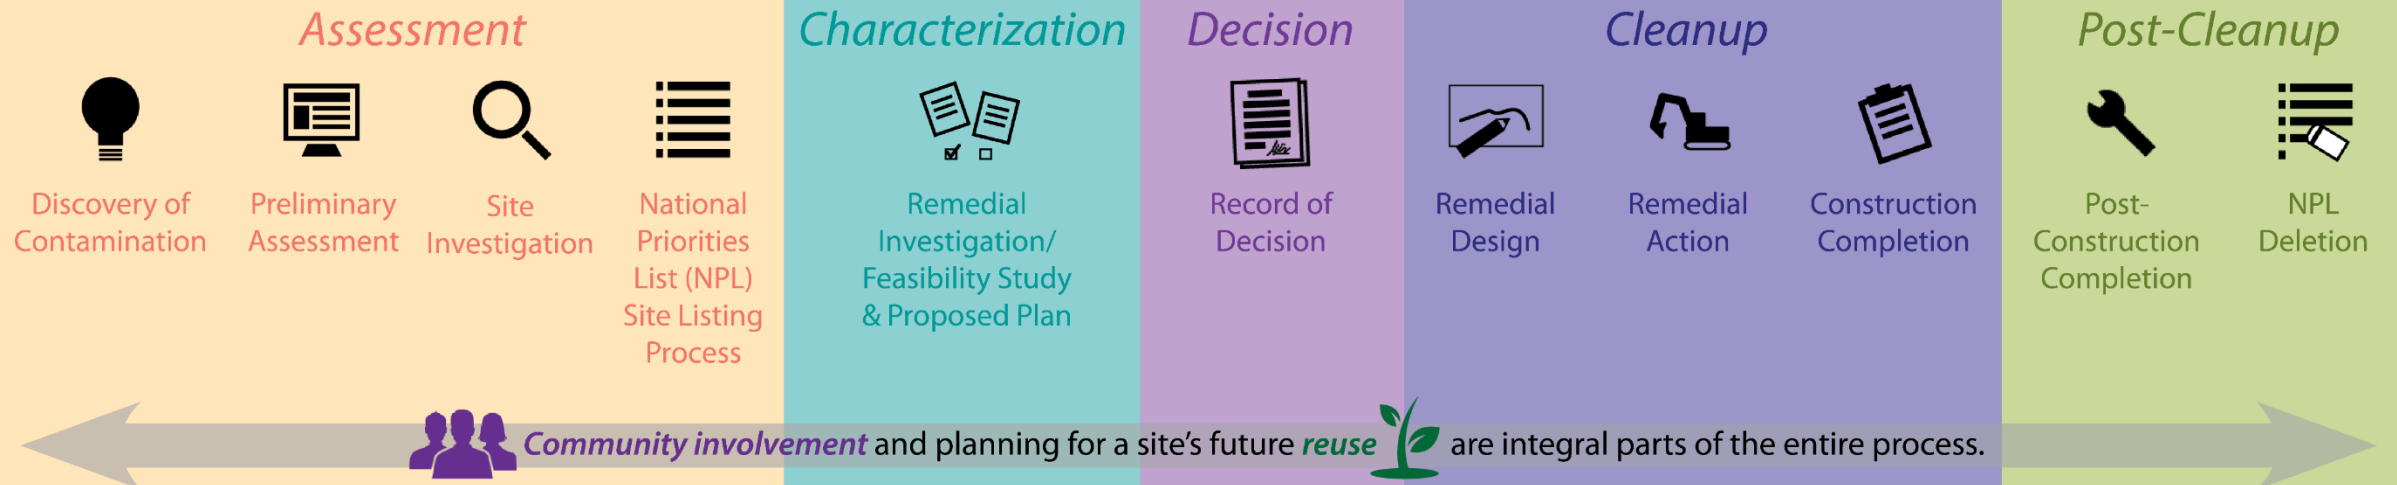 Assessment
Discovery of
Contamination
Preliminary
Assessment
Site
Investigation
National
Priorities
List (NPL)
Site Listing
Process
Characterization
Remedial
Investigation/
Feasibility Study
& Proposed Plan
Decision
Record of
Decision
Cleanup
Remedial
Design
Remedial
Action
Construction
Completion
Post-Cleanup
Post-
Construction
Completion
NPL
Deletion
Community involvement and planning for a site's future reuse are integral parts of the entire process.